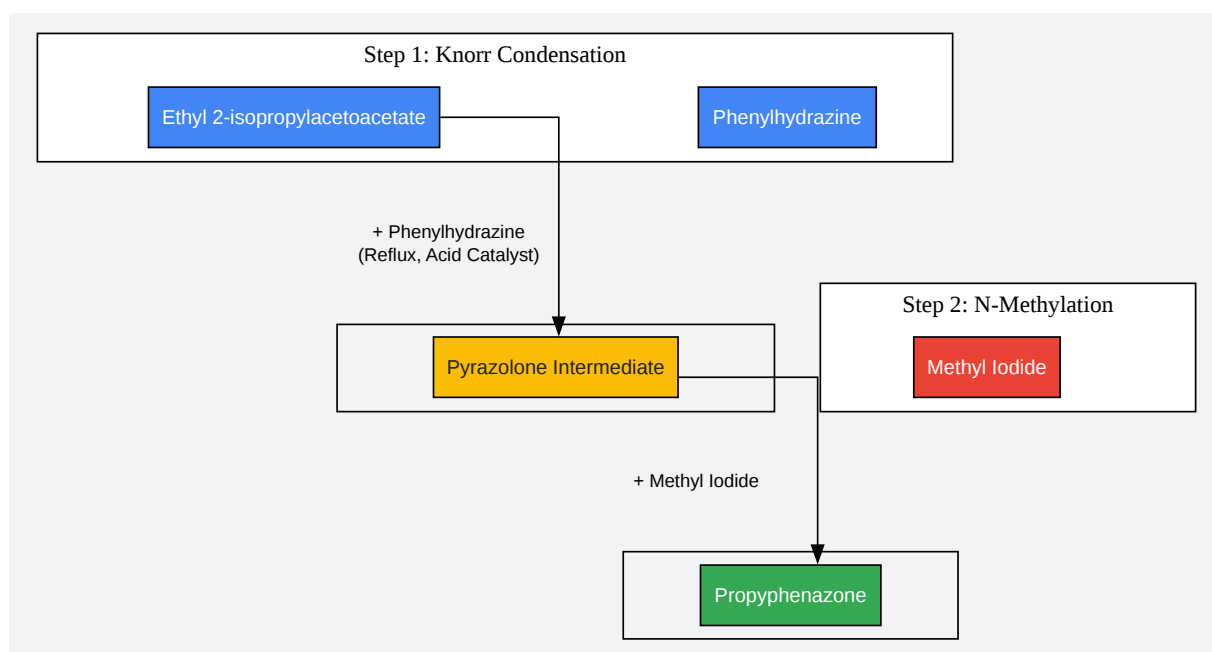 Step 1: Knorr Condensation
Ethyl 2-isopropylacetoacetate
Phenylhydrazine
+ Phenylhydrazine
(Reflux, Acid Catalyst)
Step 2: N-Methylation
Pyrazolone Intermediate
Methyl Iodide
+ Methyl Iodide
Propyphenazone